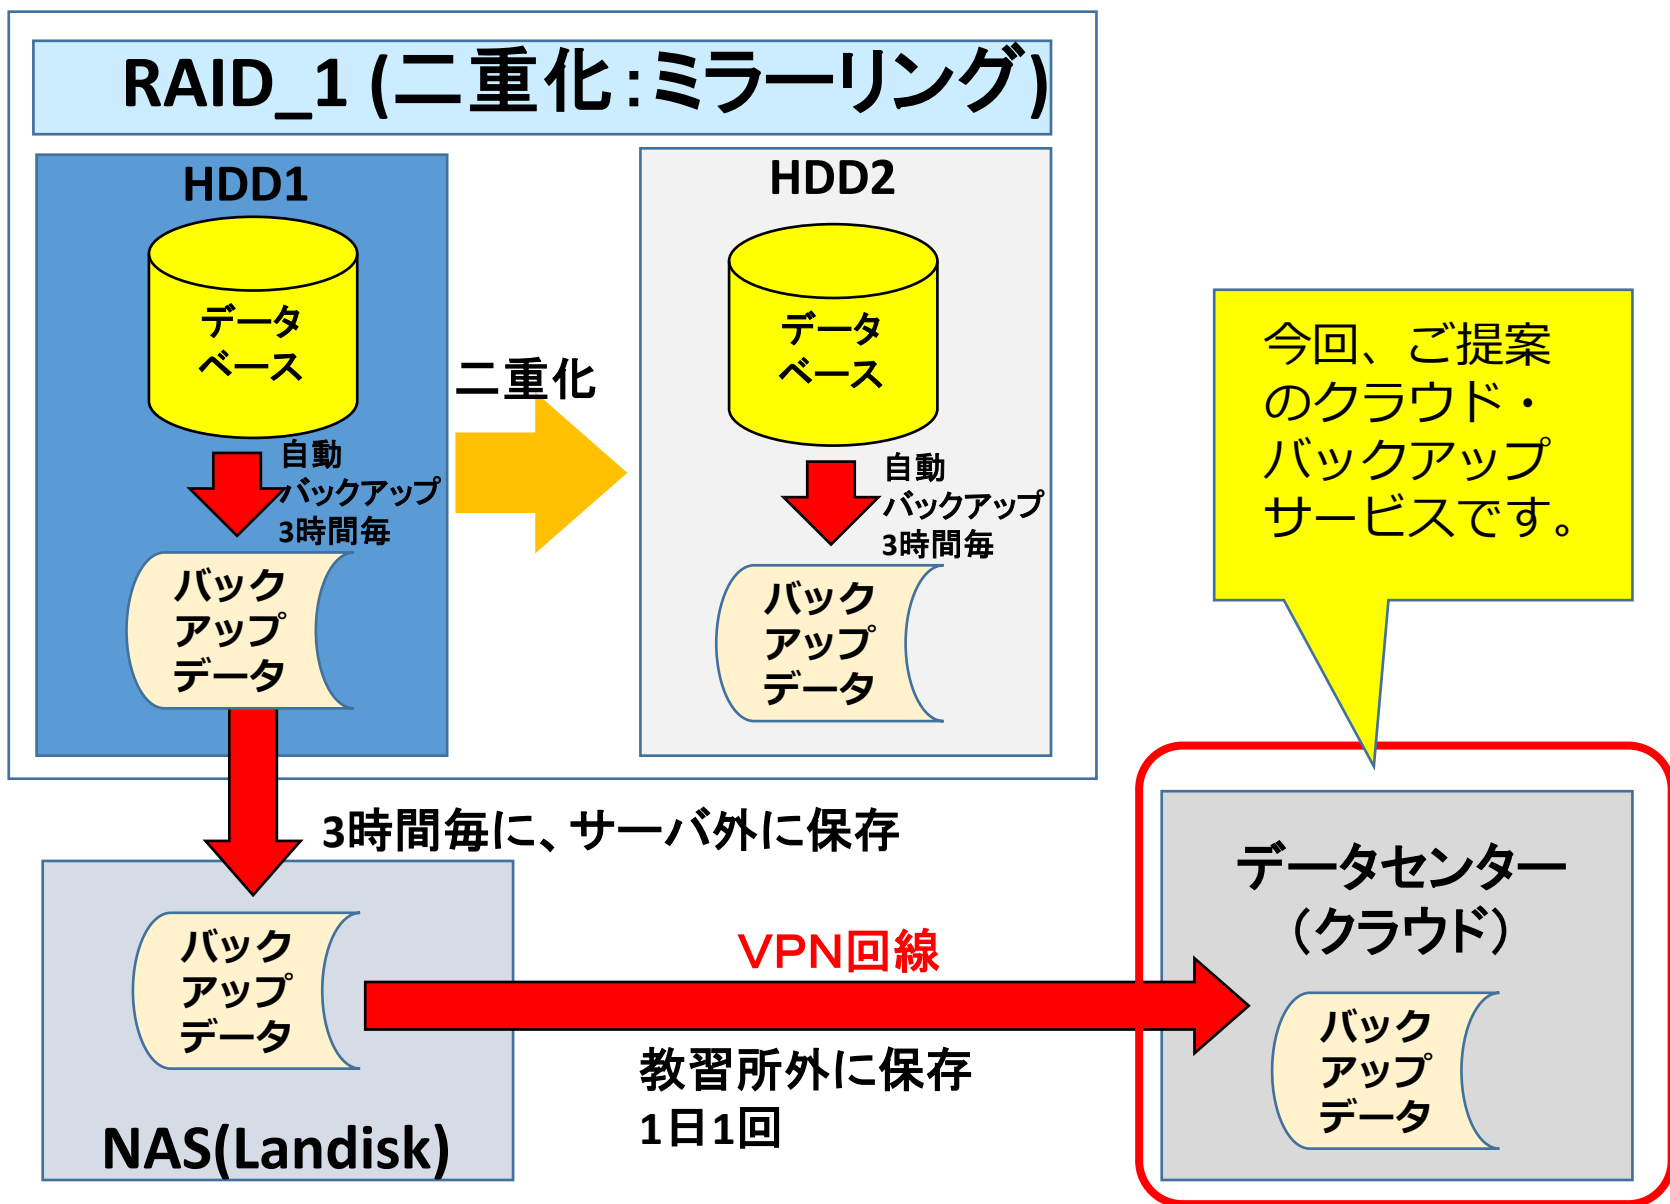 RAID_1 (二重化:ミラーリング)
HDD1
データ
ベース
自動
バックアップ
3時間毎
バック
アップ
データ
二重化
HDD2
データ
ベース
自動
バックアップ
3時間毎
バック
アップ
データ
今回、ご提案
のクラウド・
バックアップ
サービスです。
3時間毎に、サーバ外に保存
バック
アップ
データ
NAS(Landisk)
VPN回線
教習所外に保存
1日1回
データセンター
(クラウド)
バック
アップ
データ